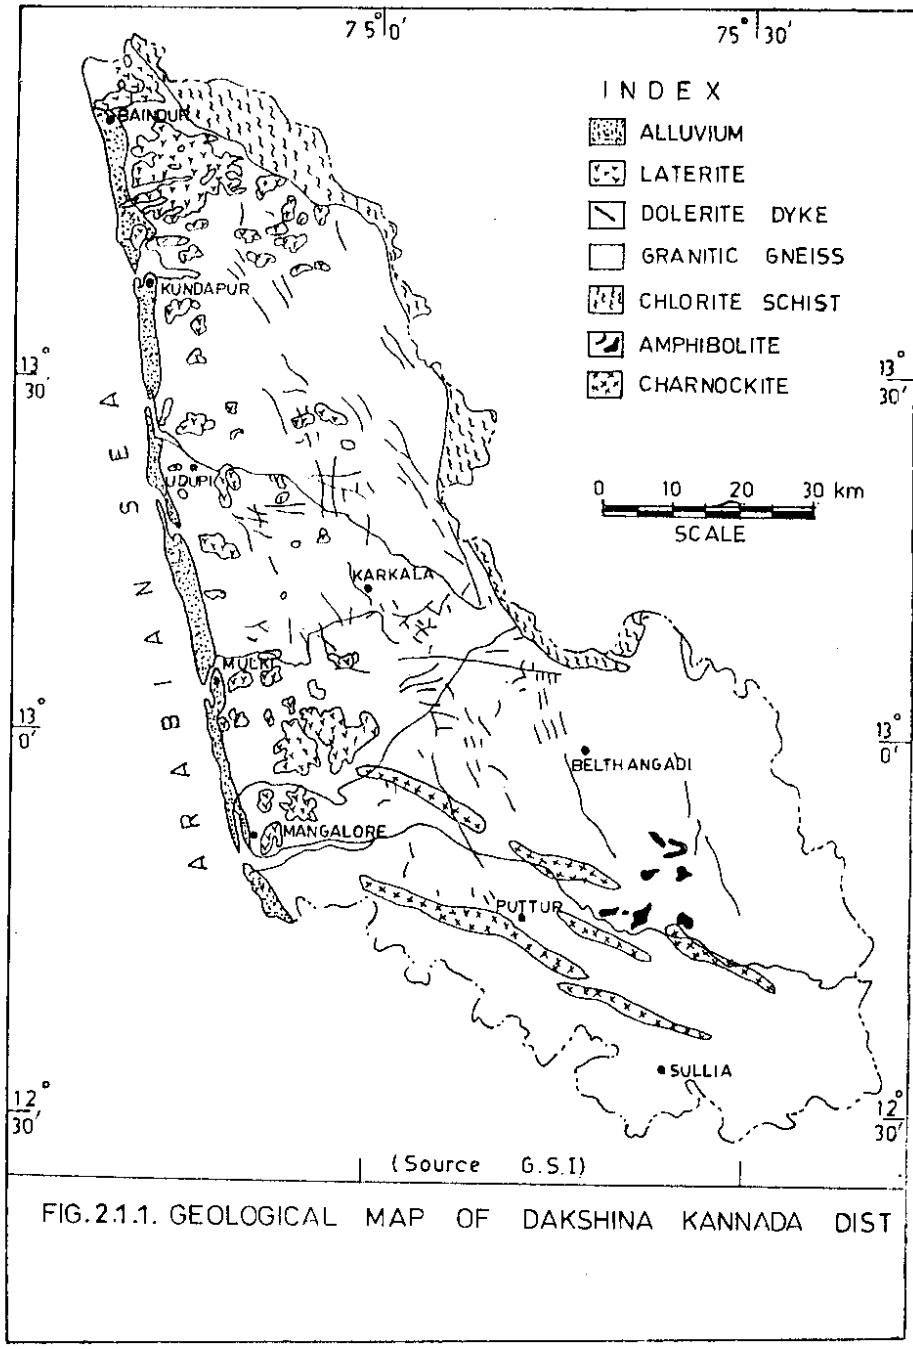 75°0'
75°30'
INDEX
ALLUVIUM
LATERITE
DOLERITE DYKE
GRANITIC GNEISS
CHLORITE SCHIST
AMPHIBOLITE
CHARNOCKITE
BAINDUR
KUNDAPUR
13°
30'
13°
30'
0 10 20 30 km
SCALE
UDUPI
KARKALA
ARABIAN SEA
MULKI
13°
0'
13°
0'
BELTHANGADI
MANGALORE
PUTTUR
SULLIA
12°
30'
12°
30'
(Source G.S.I)
FIG.2.1.1. GEOLOGICAL MAP OF DAKSHINA KANNADA DIST